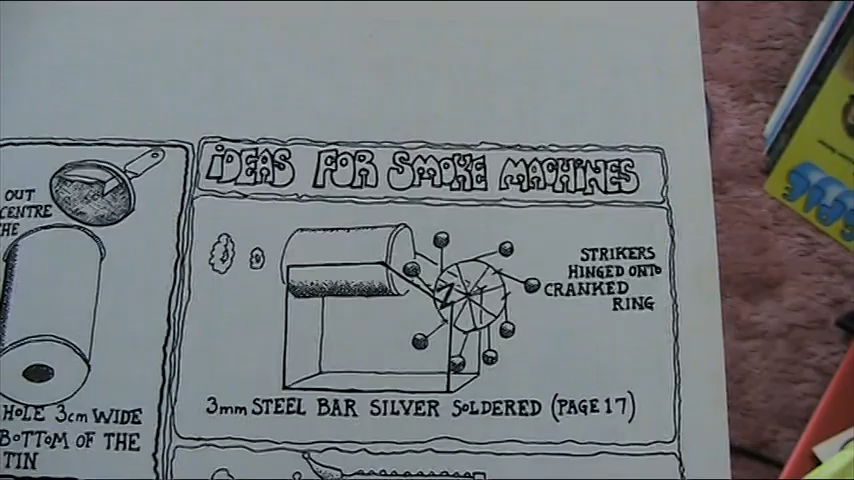 iDEAS FOR SMOKE MACHiNES
OUT
CENTRE
HE
STRIKERS
HINGED ONTO
CRANKED
RING
HOLE 3cm WIDE
BOTTOM OF THE
TIN
3mm STEEL BAR SILVER SOLDERED (PAGE 17)